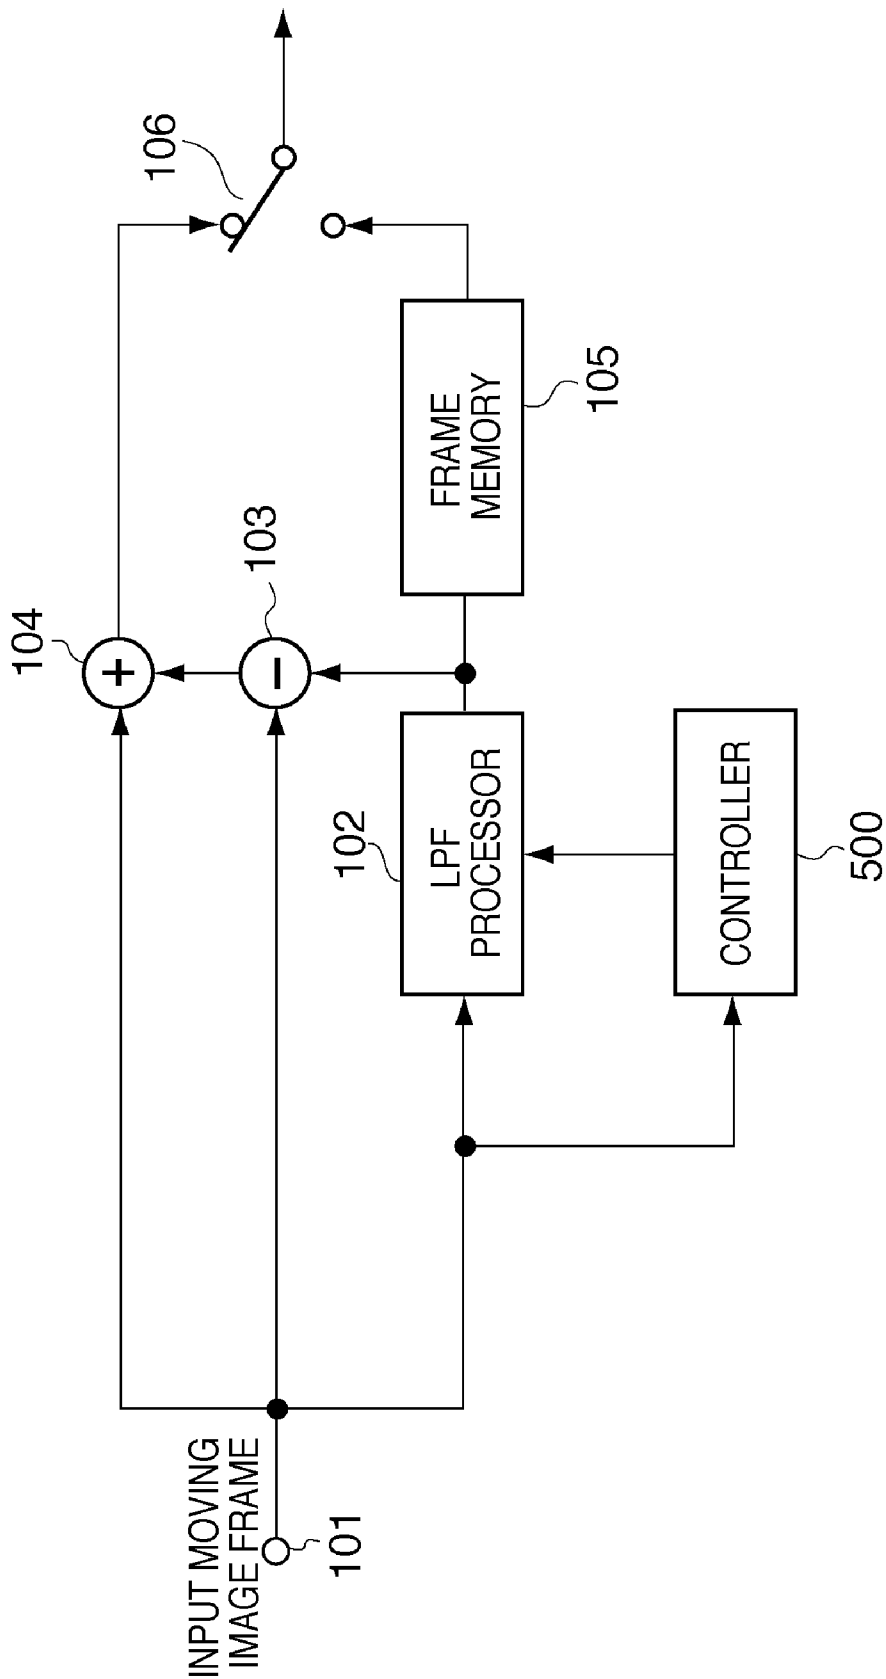 INPUT MOVING
IMAGE FRAME
101
104
103
102
LPF
PROCESSOR
CONTROLLER
500
FRAME
MEMORY
105
106